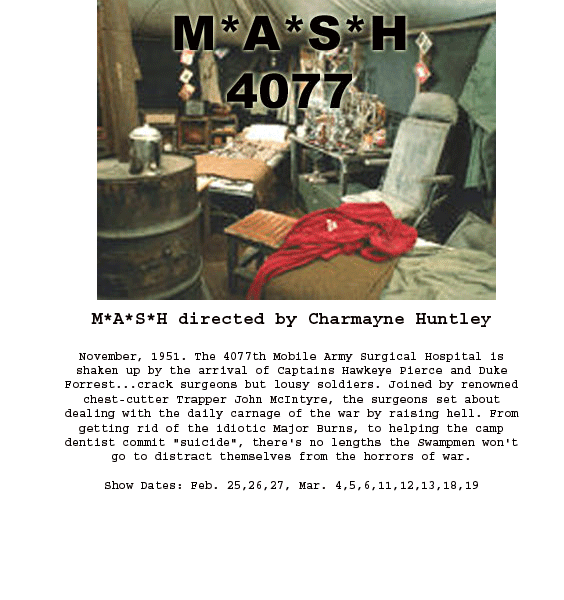 M*A*S*H
4077
M*A*S*H directed by Charmayne Huntley
November, 1951. The 4077th Mobile Army Surgical Hospital is
shaken up by the arrival of Captains Hawkeye Pierce and Duke
Forrest...crack surgeons but lousy soldiers. Joined by renowned
chest-cutter Trapper John McIntyre, the surgeons set about
dealing with the daily carnage of the war by raising hell. From
getting rid of the idiotic Major Burns, to helping the camp
dentist commit "suicide", there's no lengths the Swampmen won't
go to distract themselves from the horrors of war.
Show Dates: Feb. 25,26,27, Mar. 4,5,6,11,12,13,18,19